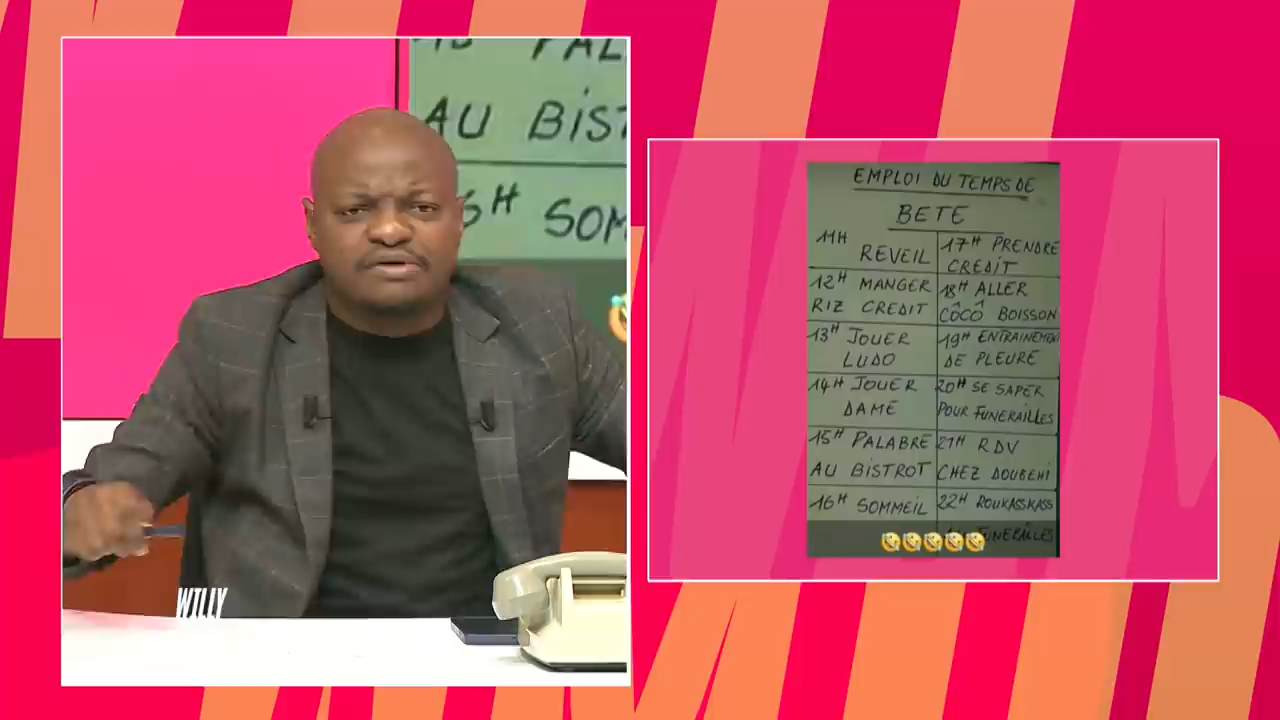 AU BIST
6H SOM
WILLY
EMPLOI DU TEMPS DE
BETE
11H
REVEIL
12H MANGER
RIZ CREDIT
13H JOUER
LUDO
14H JOUER
DAME
15H PALABRE
AU BISTROT
16H SOMMEIL
17H PRENDRE
CREDIT
18H ALLER
CÔCÔ BOISSON
19H ENTRAINEMENT
DE PLEURE
20H SE SAPER
POUR FUNERAILLES
21H RDV
CHEZ DOUBEHI
22H ROUKASSKASS
FUNERAILLES